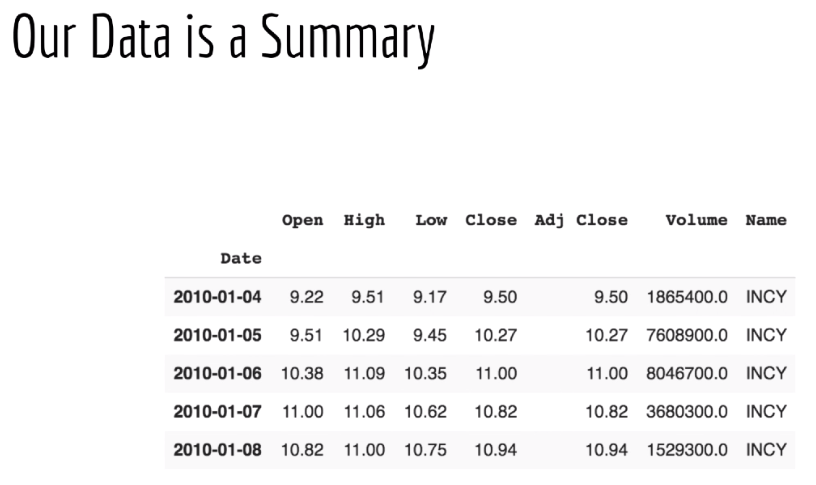 Our Data is a Summary
Open High Low Close Adj Close Volume Name
Date
2010-01-04 9.22 9.51 9.17 9.50 9.50 1865400.0 INCY
2010-01-05 9.51 10.29 9.45 10.27 10.27 7608900.0 INCY
2010-01-06 10.38 11.09 10.35 11.00 11.00 8046700.0 INCY
2010-01-07 11.00 11.06 10.62 10.82 10.82 3680300.0 INCY
2010-01-08 10.82 11.00 10.75 10.94 10.94 1529300.0 INCY